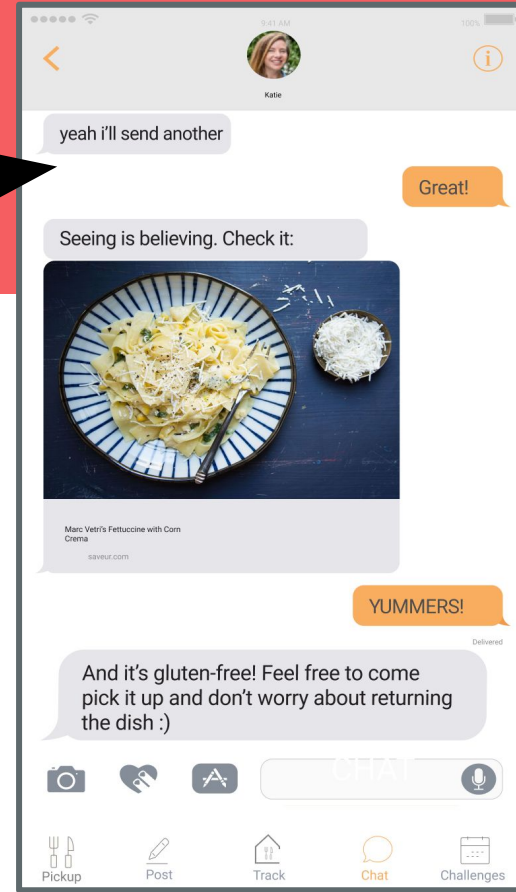 9:41 AM
100%
Katie
yeah i'll send another
Great!
Seeing is believing. Check it:
Marc Vetri's Fettuccine with Corn
Crema
saveur.com
YUMMERS!
Delivered
And it's gluten-free! Feel free to come
pick it up and don't worry about returning
the dish :)
CHAT
Pickup
Post
Track
Chat
Challenges